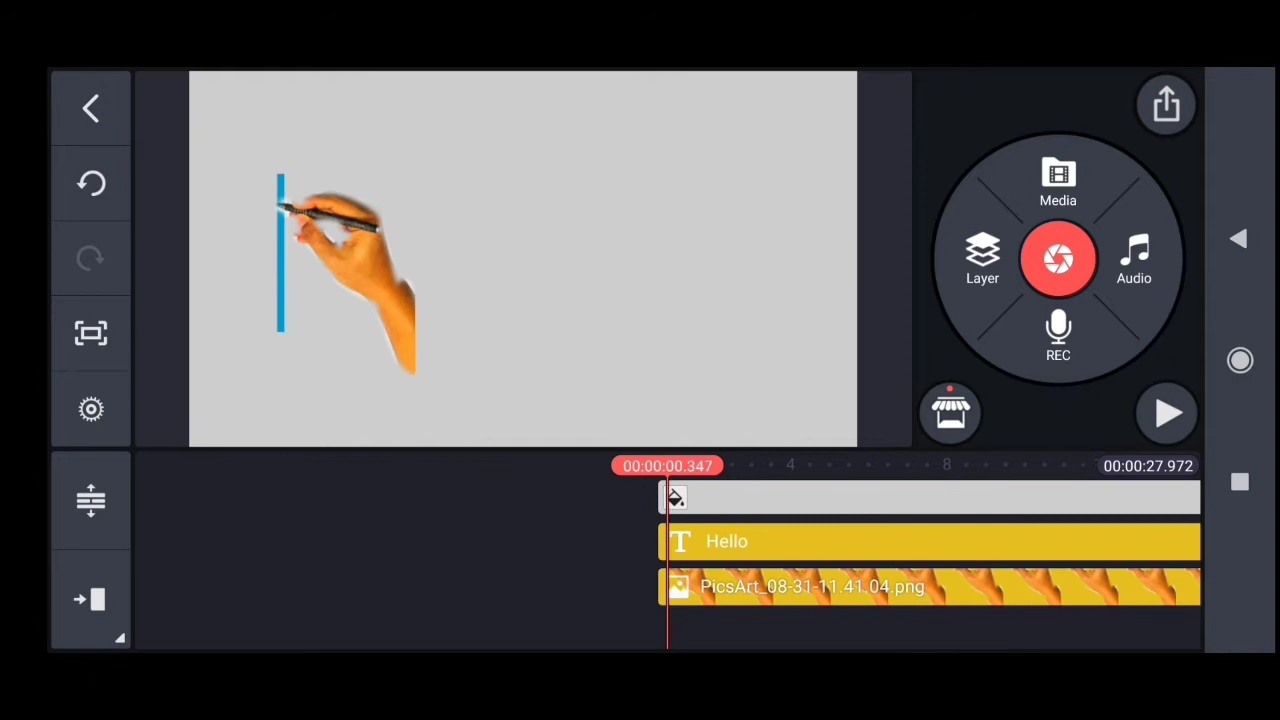 Media
Layer
Audio
REC
00:00:00.347
4
8
00:00:27.972
Hello
PicsArt_08-31-11.41.04.png